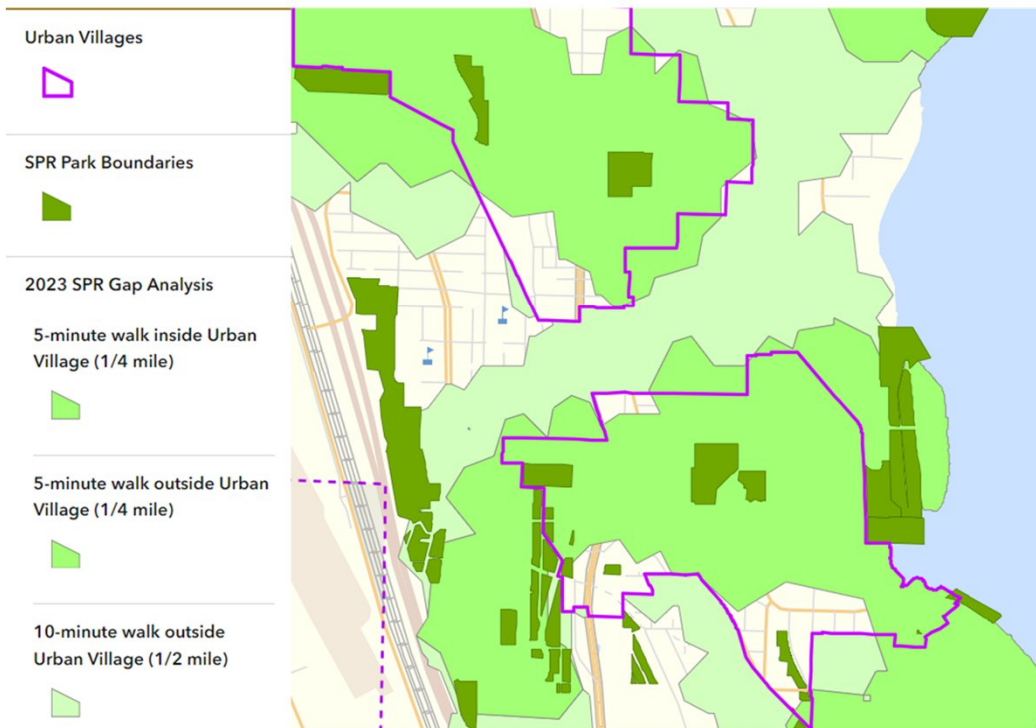 Urban Villages
SPR Park Boundaries
2023 SPR Gap Analysis
5-minute walk inside Urban
Village (1/4 mile)
5-minute walk outside Urban
Village (1/4 mile)
10-minute walk outside
Urban Village (1/2 mile)